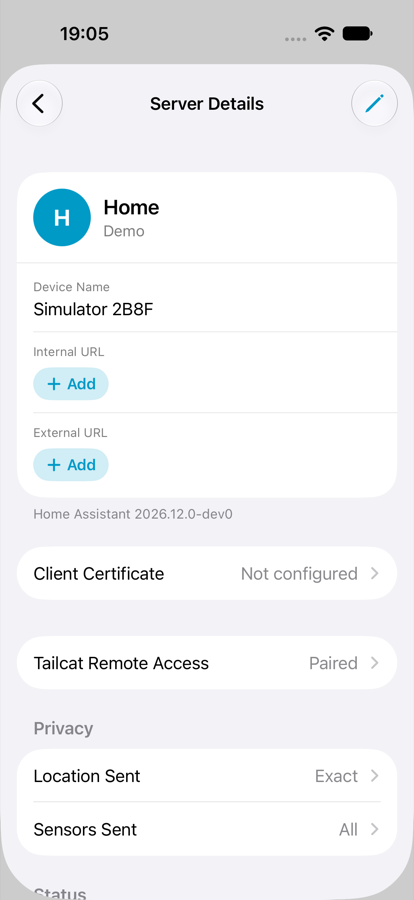 19:05
Server Details
H
Home
Demo
Device Name
Simulator 2B8F
Internal URL
+ Add
External URL
+ Add
Home Assistant 2026.12.0-dev0
Client Certificate Not configured
Tailcat Remote Access Paired
Privacy
Location Sent Exact
Sensors Sent All
Status